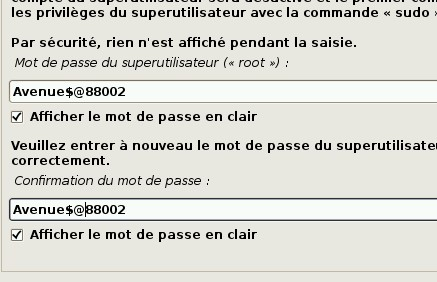 compte du superutilisateur sera désactivé et le premier com
les privilèges du superutilisateur avec la commande « sudo »
Par sécurité, rien n'est affiché pendant la saisie.
Mot de passe du superutilisateur (« root ») :
Avenue$@88002
Afficher le mot de passe en clair
Veuillez entrer à nouveau le mot de passe du superutilisate
correctement.
Confirmation du mot de passe :
Avenue$@88002
Afficher le mot de passe en clair